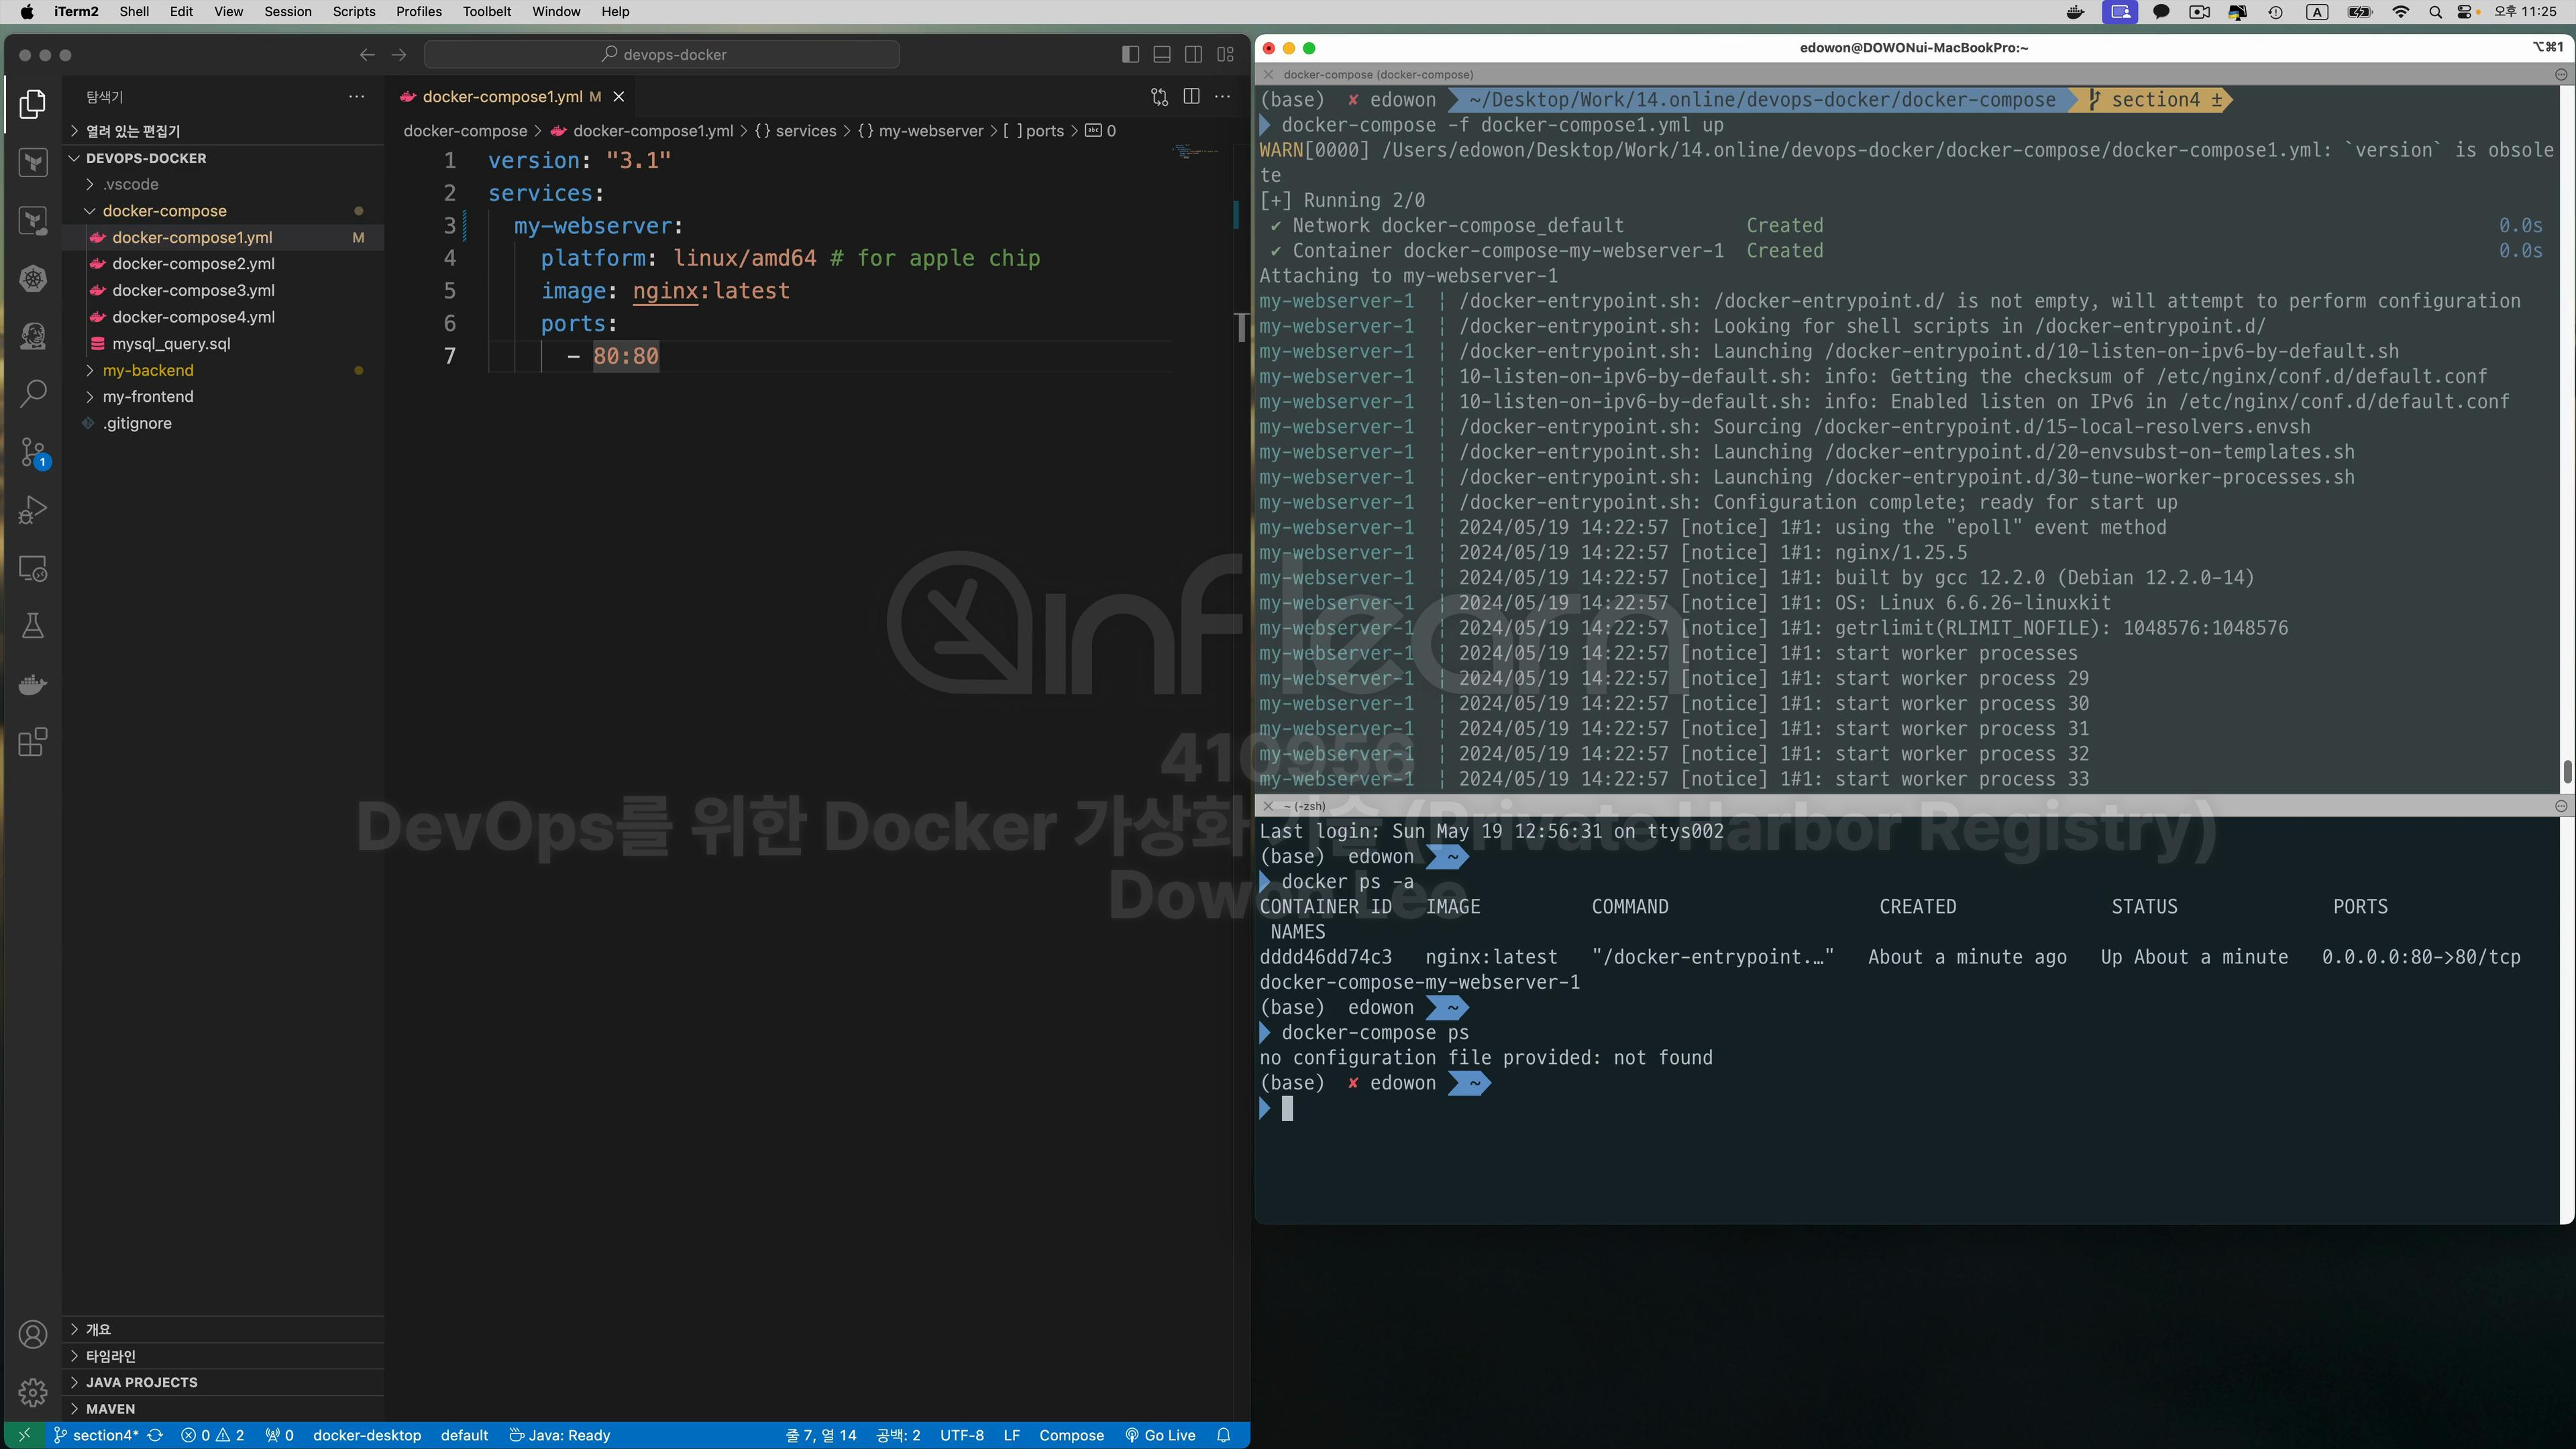 iTerm2 Shell Edit View Session Scripts Profiles Toolbelt Window Help
A 오후 11:25
devops-docker
탐색기
열려 있는 편집기
DEVOPS-DOCKER
.vscode
docker-compose
docker-compose1.yml M
docker-compose2.yml
docker-compose3.yml
docker-compose4.yml
mysql_query.sql
my-backend
my-frontend
.gitignore
1
개요
타임라인
JAVA PROJECTS
MAVEN
docker-compose1.yml M
docker-compose > docker-compose1.yml > {} services > {} my-webserver > [ ] ports > abc 0
1 version: "3.1"
2 services:
3 my-webserver:
4 platform: linux/amd64 # for apple chip
5 image: nginx:latest
6 ports:
7 - 80:80
section4* 0 2 0 docker-desktop default Java: Ready 줄 7, 열 14 공백: 2 UTF-8 LF Compose Go Live
edowon@DOWONui-MacBookPro:~ ⌥⌘1
docker-compose (docker-compose)
(base) ✘ edowon ~/Desktop/Work/14.online/devops-docker/docker-compose section4 ±
docker-compose -f docker-compose1.yml up
WARN[0000] /Users/edowon/Desktop/Work/14.online/devops-docker/docker-compose/docker-compose1.yml: `version` is obsole
te
[+] Running 2/0
✔ Network docker-compose_default Created 0.0s
✔ Container docker-compose-my-webserver-1 Created 0.0s
Attaching to my-webserver-1
my-webserver-1 | /docker-entrypoint.sh: /docker-entrypoint.d/ is not empty, will attempt to perform configuration
my-webserver-1 | /docker-entrypoint.sh: Looking for shell scripts in /docker-entrypoint.d/
my-webserver-1 | /docker-entrypoint.sh: Launching /docker-entrypoint.d/10-listen-on-ipv6-by-default.sh
my-webserver-1 | 10-listen-on-ipv6-by-default.sh: info: Getting the checksum of /etc/nginx/conf.d/default.conf
my-webserver-1 | 10-listen-on-ipv6-by-default.sh: info: Enabled listen on IPv6 in /etc/nginx/conf.d/default.conf
my-webserver-1 | /docker-entrypoint.sh: Sourcing /docker-entrypoint.d/15-local-resolvers.envsh
my-webserver-1 | /docker-entrypoint.sh: Launching /docker-entrypoint.d/20-envsubst-on-templates.sh
my-webserver-1 | /docker-entrypoint.sh: Launching /docker-entrypoint.d/30-tune-worker-processes.sh
my-webserver-1 | /docker-entrypoint.sh: Configuration complete; ready for start up
my-webserver-1 | 2024/05/19 14:22:57 [notice] 1#1: using the "epoll" event method
my-webserver-1 | 2024/05/19 14:22:57 [notice] 1#1: nginx/1.25.5
my-webserver-1 | 2024/05/19 14:22:57 [notice] 1#1: built by gcc 12.2.0 (Debian 12.2.0-14)
my-webserver-1 | 2024/05/19 14:22:57 [notice] 1#1: OS: Linux 6.6.26-linuxkit
my-webserver-1 | 2024/05/19 14:22:57 [notice] 1#1: getrlimit(RLIMIT_NOFILE): 1048576:1048576
my-webserver-1 | 2024/05/19 14:22:57 [notice] 1#1: start worker processes
my-webserver-1 | 2024/05/19 14:22:57 [notice] 1#1: start worker process 29
my-webserver-1 | 2024/05/19 14:22:57 [notice] 1#1: start worker process 30
my-webserver-1 | 2024/05/19 14:22:57 [notice] 1#1: start worker process 31
my-webserver-1 | 2024/05/19 14:22:57 [notice] 1#1: start worker process 32
my-webserver-1 | 2024/05/19 14:22:57 [notice] 1#1: start worker process 33
~ (-zsh)
Last login: Sun May 19 12:56:31 on ttys002
(base) edowon ~
docker ps -a
CONTAINER ID IMAGE COMMAND CREATED STATUS PORTS
NAMES
dddd46dd74c3 nginx:latest "/docker-entrypoint.…" About a minute ago Up About a minute 0.0.0.0:80->80/tcp
docker-compose-my-webserver-1
(base) edowon ~
docker-compose ps
no configuration file provided: not found
(base) ✘ edowon ~
inflearn
410956
DevOps를 위한 Docker 가상화 기술 (Private Harbor Registry)
Dowon Lee